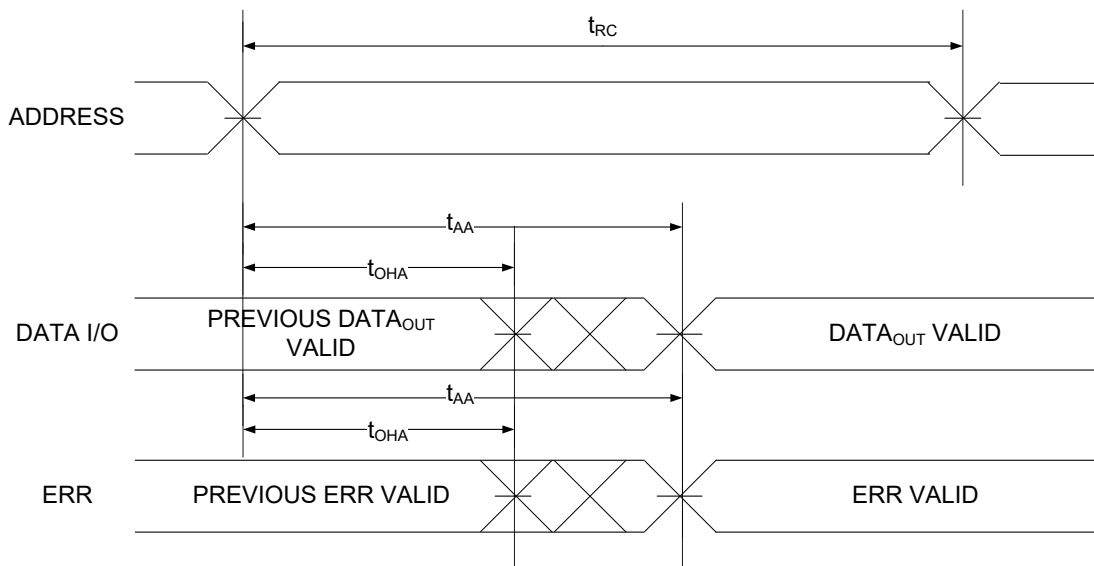 tRC
ADDRESS
tAA
tOHA
DATA I/O
PREVIOUS DATAOUT
VALID
DATAOUT VALID
tAA
tOHA
ERR
PREVIOUS ERR VALID
ERR VALID